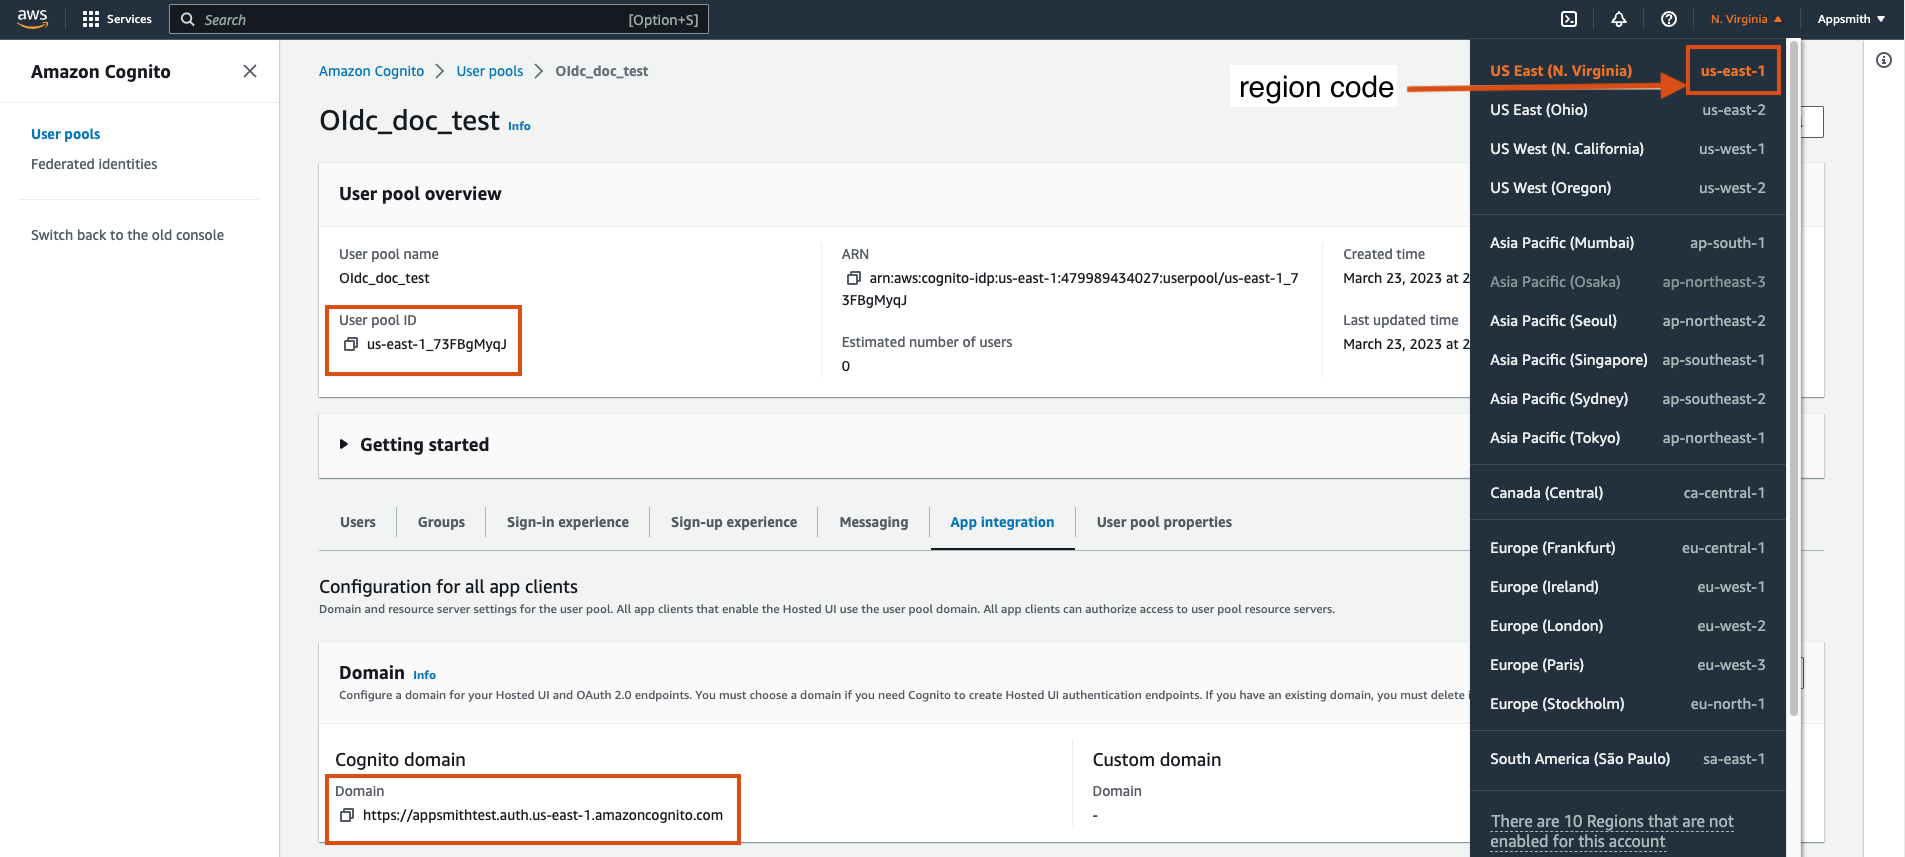 aws
Services
Search
[Option+S]
N. Virginia
Appsmith
Amazon Cognito
User pools
Federated identities
Switch back to the old console
Amazon Cognito
User pools
OIdc_doc_test
OIdc_doc_test Info
User pool overview
User pool name
OIdc_doc_test
User pool ID
us-east-1_73FBgMyqJ
ARN
arn:aws:cognito-idp:us-east-1:479989434027:userpool/us-east-1_7
3FBgMyqJ
Estimated number of users
0
Created time
March 23, 2023 at 2
Last updated time
March 23, 2023 at 2
Getting started
Users
Groups
Sign-in experience
Sign-up experience
Messaging
App integration
User pool properties
Configuration for all app clients
Domain and resource server settings for the user pool. All app clients that enable the Hosted UI use the user pool domain. All app clients can authorize access to user pool resource servers.
Domain Info
Configure a domain for your Hosted UI and OAuth 2.0 endpoints. You must choose a domain if you need Cognito to create Hosted UI authentication endpoints. If you have an existing domain, you must delete
Cognito domain
Domain
https://appsmithtest.auth.us-east-1.amazoncognito.com
Custom domain
Domain
-
region code
US East (N. Virginia) us-east-1
US East (Ohio) us-east-2
US West (N. California) us-west-1
US West (Oregon) us-west-2
Asia Pacific (Mumbai) ap-south-1
Asia Pacific (Osaka) ap-northeast-3
Asia Pacific (Seoul) ap-northeast-2
Asia Pacific (Singapore) ap-southeast-1
Asia Pacific (Sydney) ap-southeast-2
Asia Pacific (Tokyo) ap-northeast-1
Canada (Central) ca-central-1
Europe (Frankfurt) eu-central-1
Europe (Ireland) eu-west-1
Europe (London) eu-west-2
Europe (Paris) eu-west-3
Europe (Stockholm) eu-north-1
South America (São Paulo) sa-east-1
There are 10 Regions that are not
enabled for this account